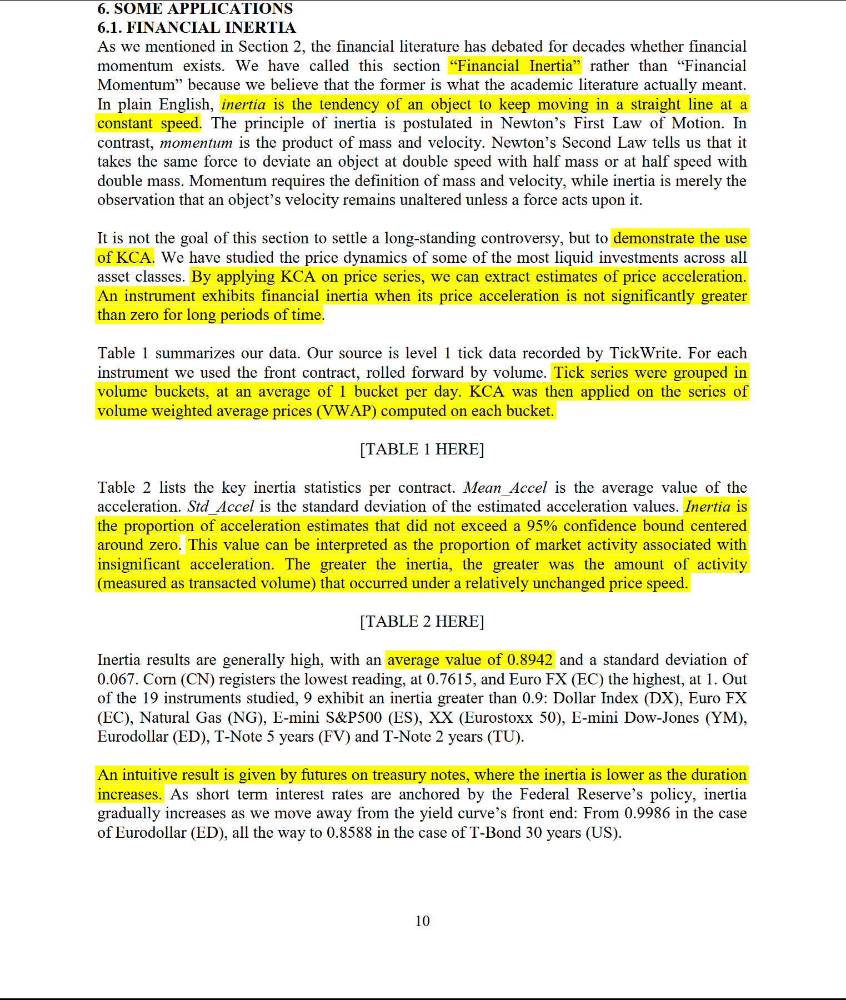 6. SOME APPLICATIONS
6.1. FINANCIAL INERTIA
As we mentioned in Section 2, the financial literature has debated for decades whether financial
momentum exists. We have called this section “Financial Inertia” rather than “Financial
Momentum” because we believe that the former is what the academic literature actually meant.
In plain English, inertia is the tendency of an object to keep moving in a straight line at a
constant speed. The principle of inertia is postulated in Newton’s First Law of Motion. In
contrast, momentum is the product of mass and velocity. Newton’s Second Law tells us that it
takes the same force to deviate an object at double speed with half mass or at half speed with
double mass. Momentum requires the definition of mass and velocity, while inertia is merely the
observation that an object’s velocity remains unaltered unless a force acts upon it.
It is not the goal of this section to settle a long-standing controversy, but to demonstrate the use
of KCA. We have studied the price dynamics of some of the most liquid investments across all
asset classes. By applying KCA on price series, we can extract estimates of price acceleration.
An instrument exhibits financial inertia when its price acceleration is not significantly greater
than zero for long periods of time.
Table 1 summarizes our data. Our source is level 1 tick data recorded by TickWrite. For each
instrument we used the front contract, rolled forward by volume. Tick series were grouped in
volume buckets, at an average of 1 bucket per day. KCA was then applied on the series of
volume weighted average prices (VWAP) computed on each bucket.
[TABLE 1 HERE]
Table 2 lists the key inertia statistics per contract. Mean_Accel is the average value of the
acceleration. Std_Accel is the standard deviation of the estimated acceleration values. Inertia is
the proportion of acceleration estimates that did not exceed a 95% confidence bound centered
around zero. This value can be interpreted as the proportion of market activity associated with
insignificant acceleration. The greater the inertia, the greater was the amount of activity
(measured as transacted volume) that occurred under a relatively unchanged price speed.
[TABLE 2 HERE]
Inertia results are generally high, with an average value of 0.8942 and a standard deviation of
0.067. Corn (CN) registers the lowest reading, at 0.7615, and Euro FX (EC) the highest, at 1. Out
of the 19 instruments studied, 9 exhibit an inertia greater than 0.9: Dollar Index (DX), Euro FX
(EC), Natural Gas (NG), E-mini S&P500 (ES), XX (Eurostoxx 50), E-mini Dow-Jones (YM),
Eurodollar (ED), T-Note 5 years (FV) and T-Note 2 years (TU).
An intuitive result is given by futures on treasury notes, where the inertia is lower as the duration
increases. As short term interest rates are anchored by the Federal Reserve’s policy, inertia
gradually increases as we move away from the yield curve’s front end: From 0.9986 in the case
of Eurodollar (ED), all the way to 0.8588 in the case of T-Bond 30 years (US).
10